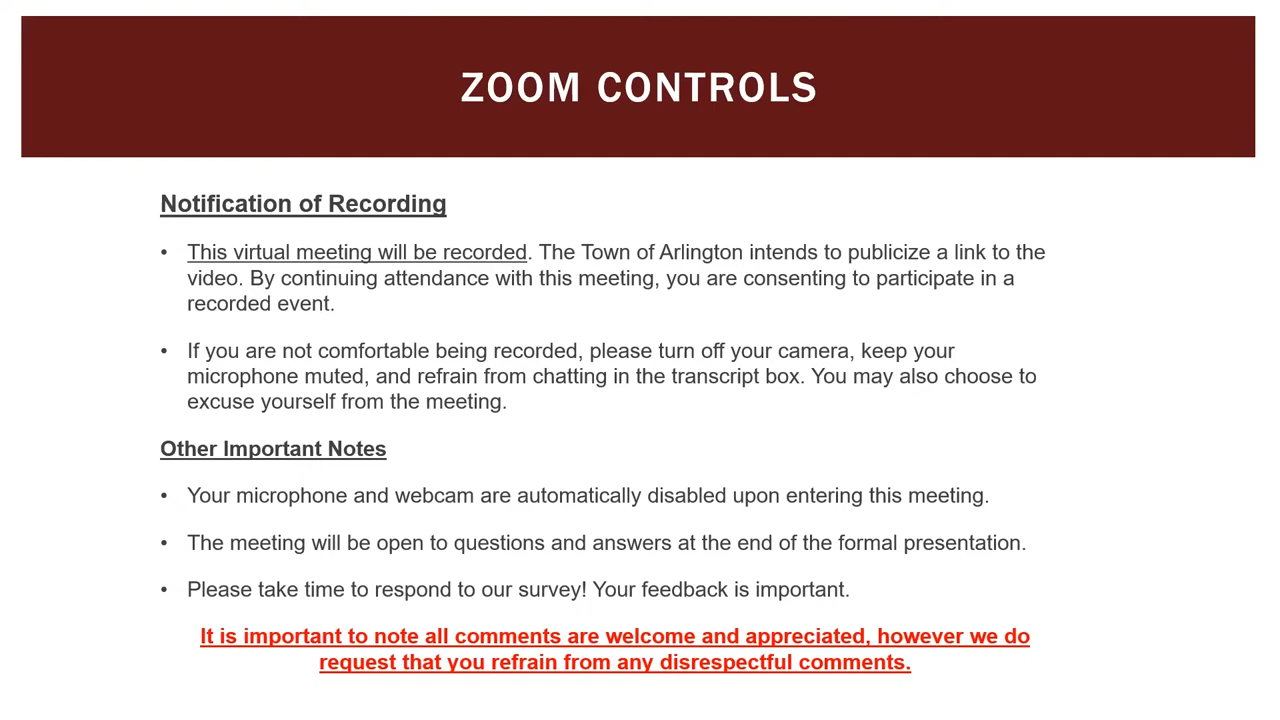 ZOOM CONTROLS
Notification of Recording
• This virtual meeting will be recorded. The Town of Arlington intends to publicize a link to the
video. By continuing attendance with this meeting, you are consenting to participate in a
recorded event.
• If you are not comfortable being recorded, please turn off your camera, keep your
microphone muted, and refrain from chatting in the transcript box. You may also choose to
excuse yourself from the meeting.
Other Important Notes
• Your microphone and webcam are automatically disabled upon entering this meeting.
• The meeting will be open to questions and answers at the end of the formal presentation.
• Please take time to respond to our survey! Your feedback is important.
It is important to note all comments are welcome and appreciated, however we do
request that you refrain from any disrespectful comments.